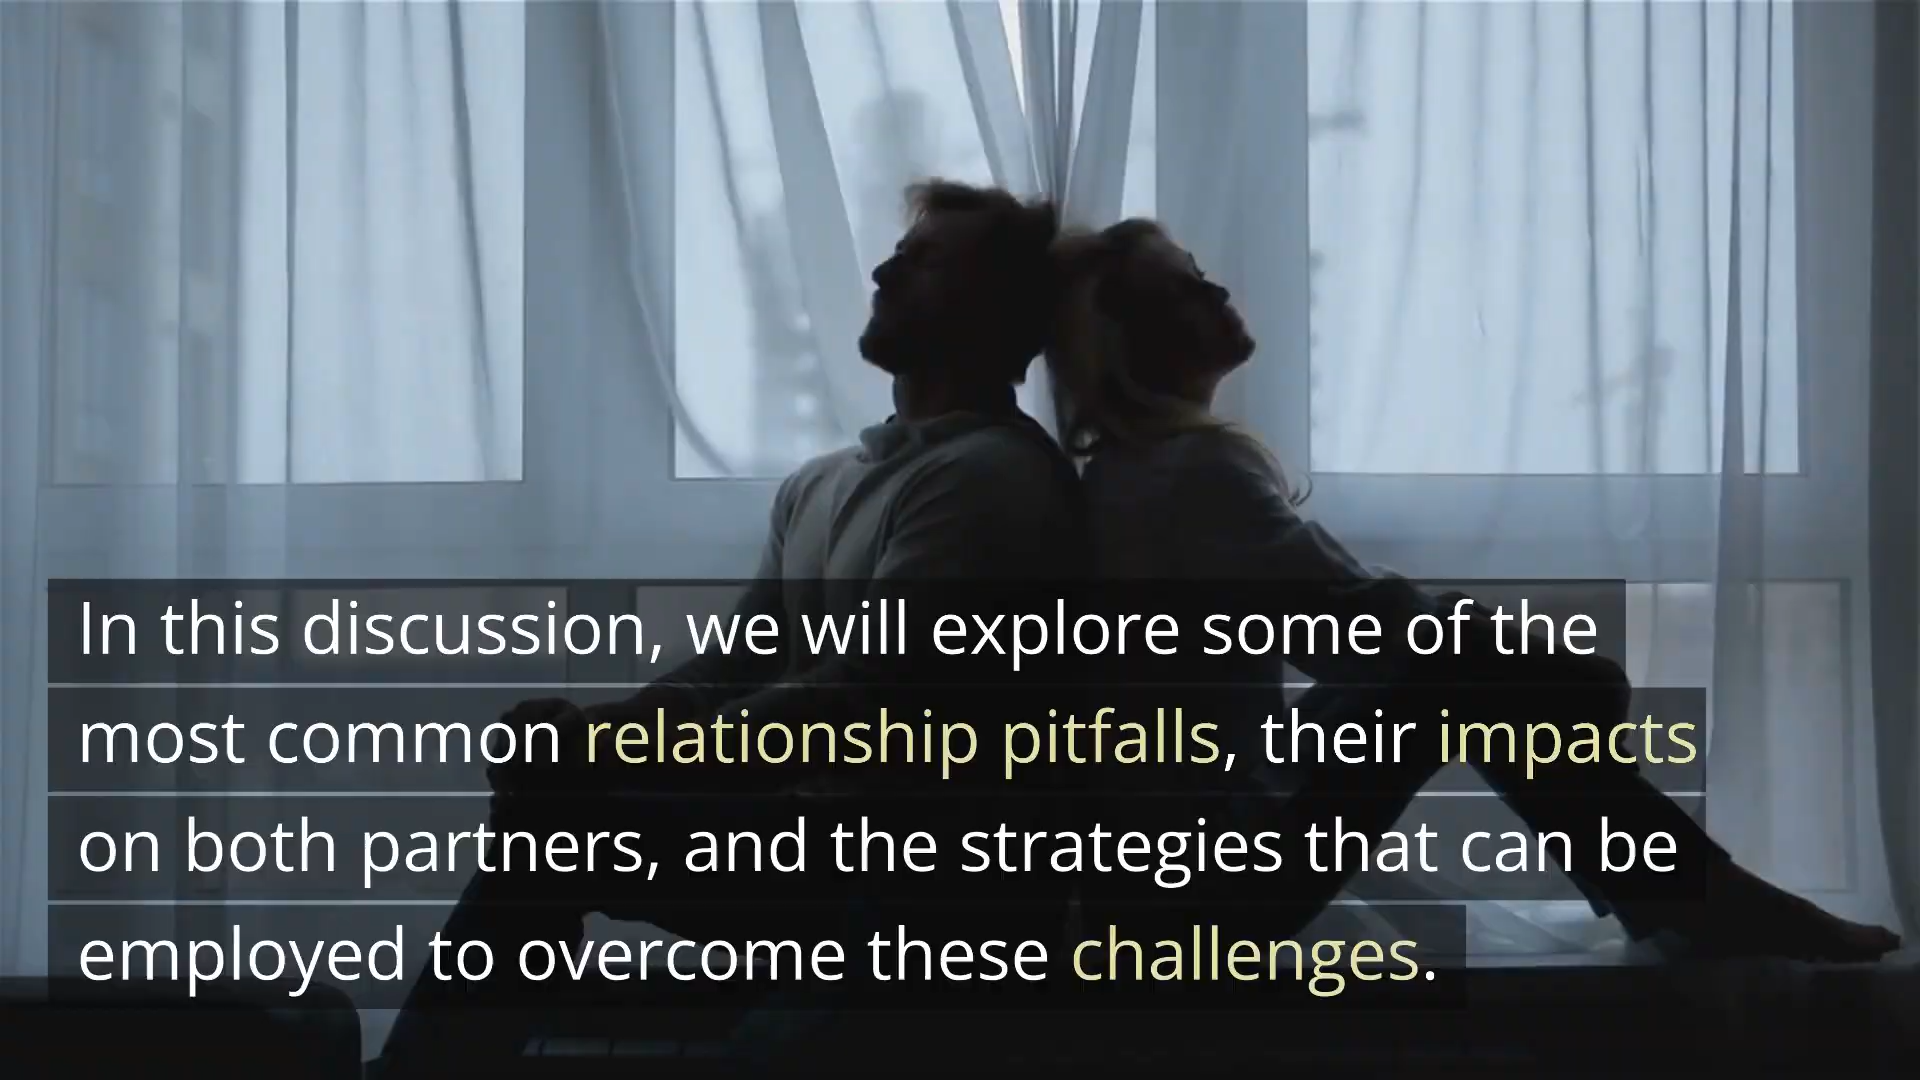 In this discussion, we will explore some of the
most common relationship pitfalls, their impacts
on both partners, and the strategies that can be
employed to overcome these challenges.